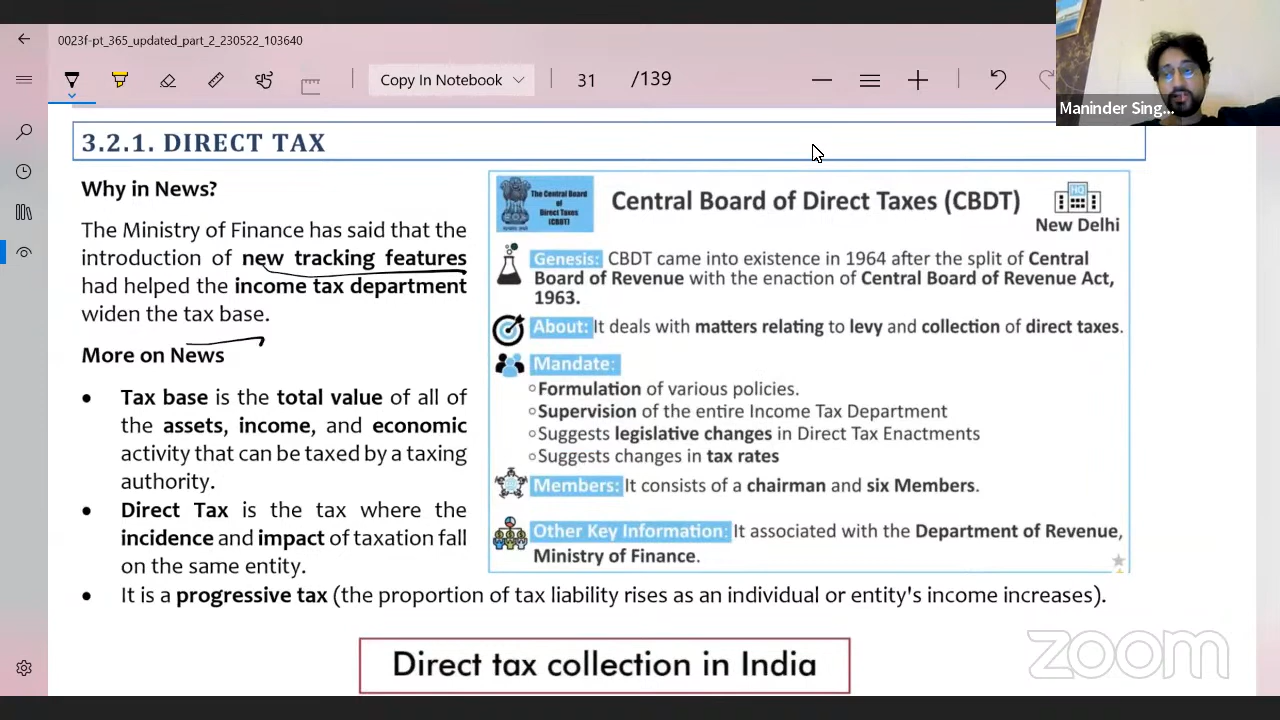 0023f-pt_365_updated_part_2_230522_103640
Copy In Notebook
31 /139
Maninder Sing...
3.2.1. DIRECT TAX
Why in News?
The Ministry of Finance has said that the
introduction of new tracking features
had helped the income tax department
widen the tax base.
More on News
• Tax base is the total value of all of
the assets, income, and economic
activity that can be taxed by a taxing
authority.
• Direct Tax is the tax where the
incidence and impact of taxation fall
on the same entity.
• It is a progressive tax (the proportion of tax liability rises as an individual or entity's income increases).
The Central Board
of
Direct Taxes
(CBDT)
Central Board of Direct Taxes (CBDT)
HQ
New Delhi
Genesis: CBDT came into existence in 1964 after the split of Central
Board of Revenue with the enaction of Central Board of Revenue Act,
1963.
About: It deals with matters relating to levy and collection of direct taxes.
Mandate:
Formulation of various policies.
Supervision of the entire Income Tax Department
Suggests legislative changes in Direct Tax Enactments
Suggests changes in tax rates
Members: It consists of a chairman and six Members.
Other Key Information: It associated with the Department of Revenue,
Ministry of Finance.
Direct tax collection in India
zoom